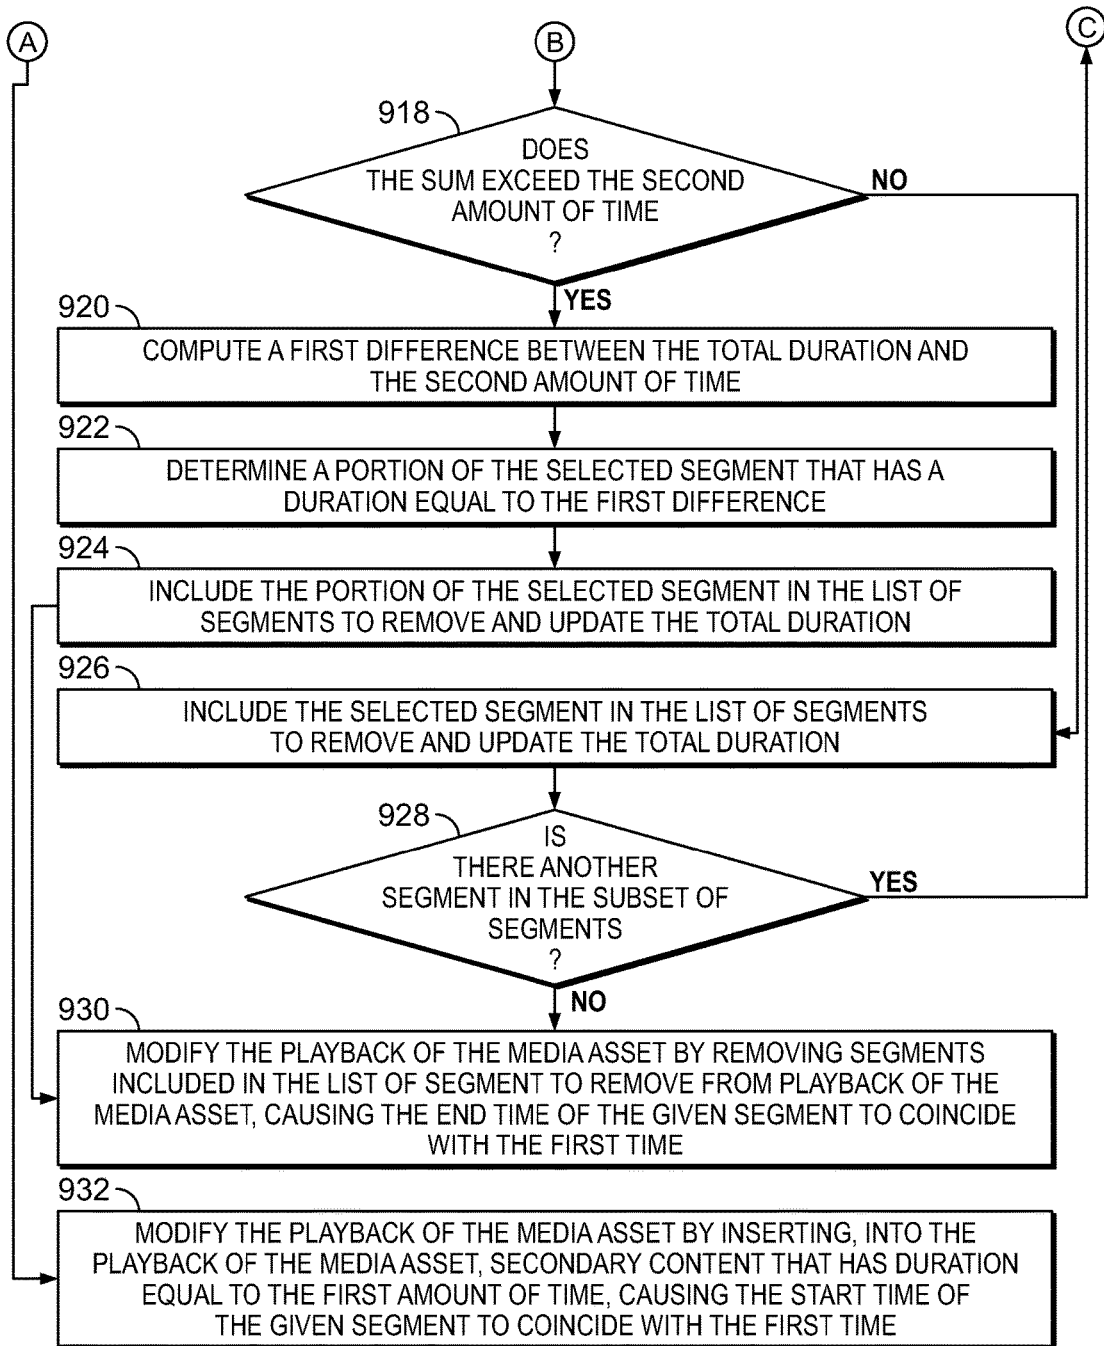 A
B
C
918
DOES
THE SUM EXCEED THE SECOND
AMOUNT OF TIME
?
NO
YES
920
COMPUTE A FIRST DIFFERENCE BETWEEN THE TOTAL DURATION AND
THE SECOND AMOUNT OF TIME
922
DETERMINE A PORTION OF THE SELECTED SEGMENT THAT HAS A
DURATION EQUAL TO THE FIRST DIFFERENCE
924
INCLUDE THE PORTION OF THE SELECTED SEGMENT IN THE LIST OF
SEGMENTS TO REMOVE AND UPDATE THE TOTAL DURATION
926
INCLUDE THE SELECTED SEGMENT IN THE LIST OF SEGMENTS
TO REMOVE AND UPDATE THE TOTAL DURATION
928
IS
THERE ANOTHER
SEGMENT IN THE SUBSET OF
SEGMENTS
?
YES
NO
930
MODIFY THE PLAYBACK OF THE MEDIA ASSET BY REMOVING SEGMENTS
INCLUDED IN THE LIST OF SEGMENT TO REMOVE FROM PLAYBACK OF THE
MEDIA ASSET, CAUSING THE END TIME OF THE GIVEN SEGMENT TO COINCIDE
WITH THE FIRST TIME
932
MODIFY THE PLAYBACK OF THE MEDIA ASSET BY INSERTING, INTO THE
PLAYBACK OF THE MEDIA ASSET, SECONDARY CONTENT THAT HAS DURATION
EQUAL TO THE FIRST AMOUNT OF TIME, CAUSING THE START TIME OF
THE GIVEN SEGMENT TO COINCIDE WITH THE FIRST TIME